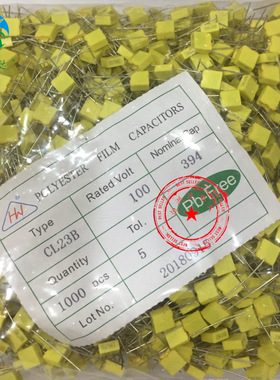 HW
POLYESTER FILM CAPACITORS
Type
Rated Volt
Nominal Cap
CL23B
100
394
Quantity
Tol.
1000 pcs
5
Lot No.
Pb-Free